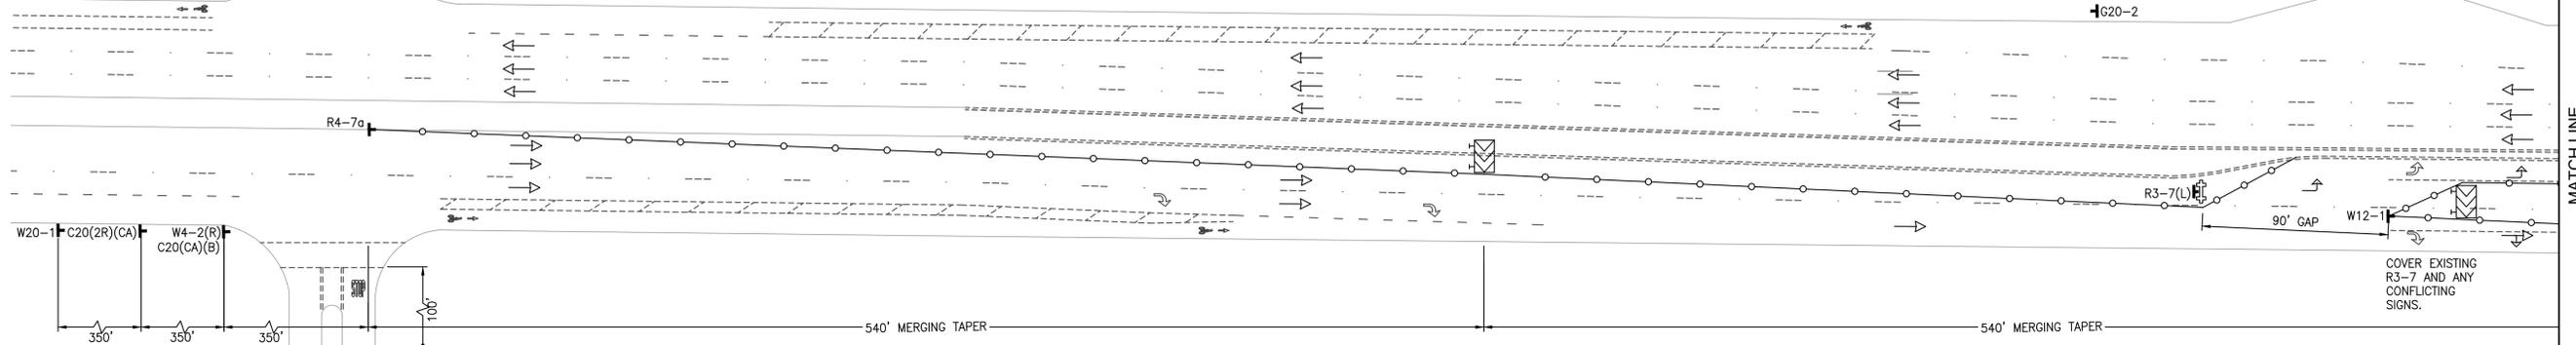 G20-2
R4-7a
W20-1
C20(2R)(CA)
W4-2(R)
C20(CA)(B)
R3-7(L)
W12-1
90' GAP
COVER EXISTING
R3-7 AND ANY
CONFLICTING
SIGNS.
STOP
100'
350'
350'
350'
540' MERGING TAPER
540' MERGING TAPER
MATCH LINE